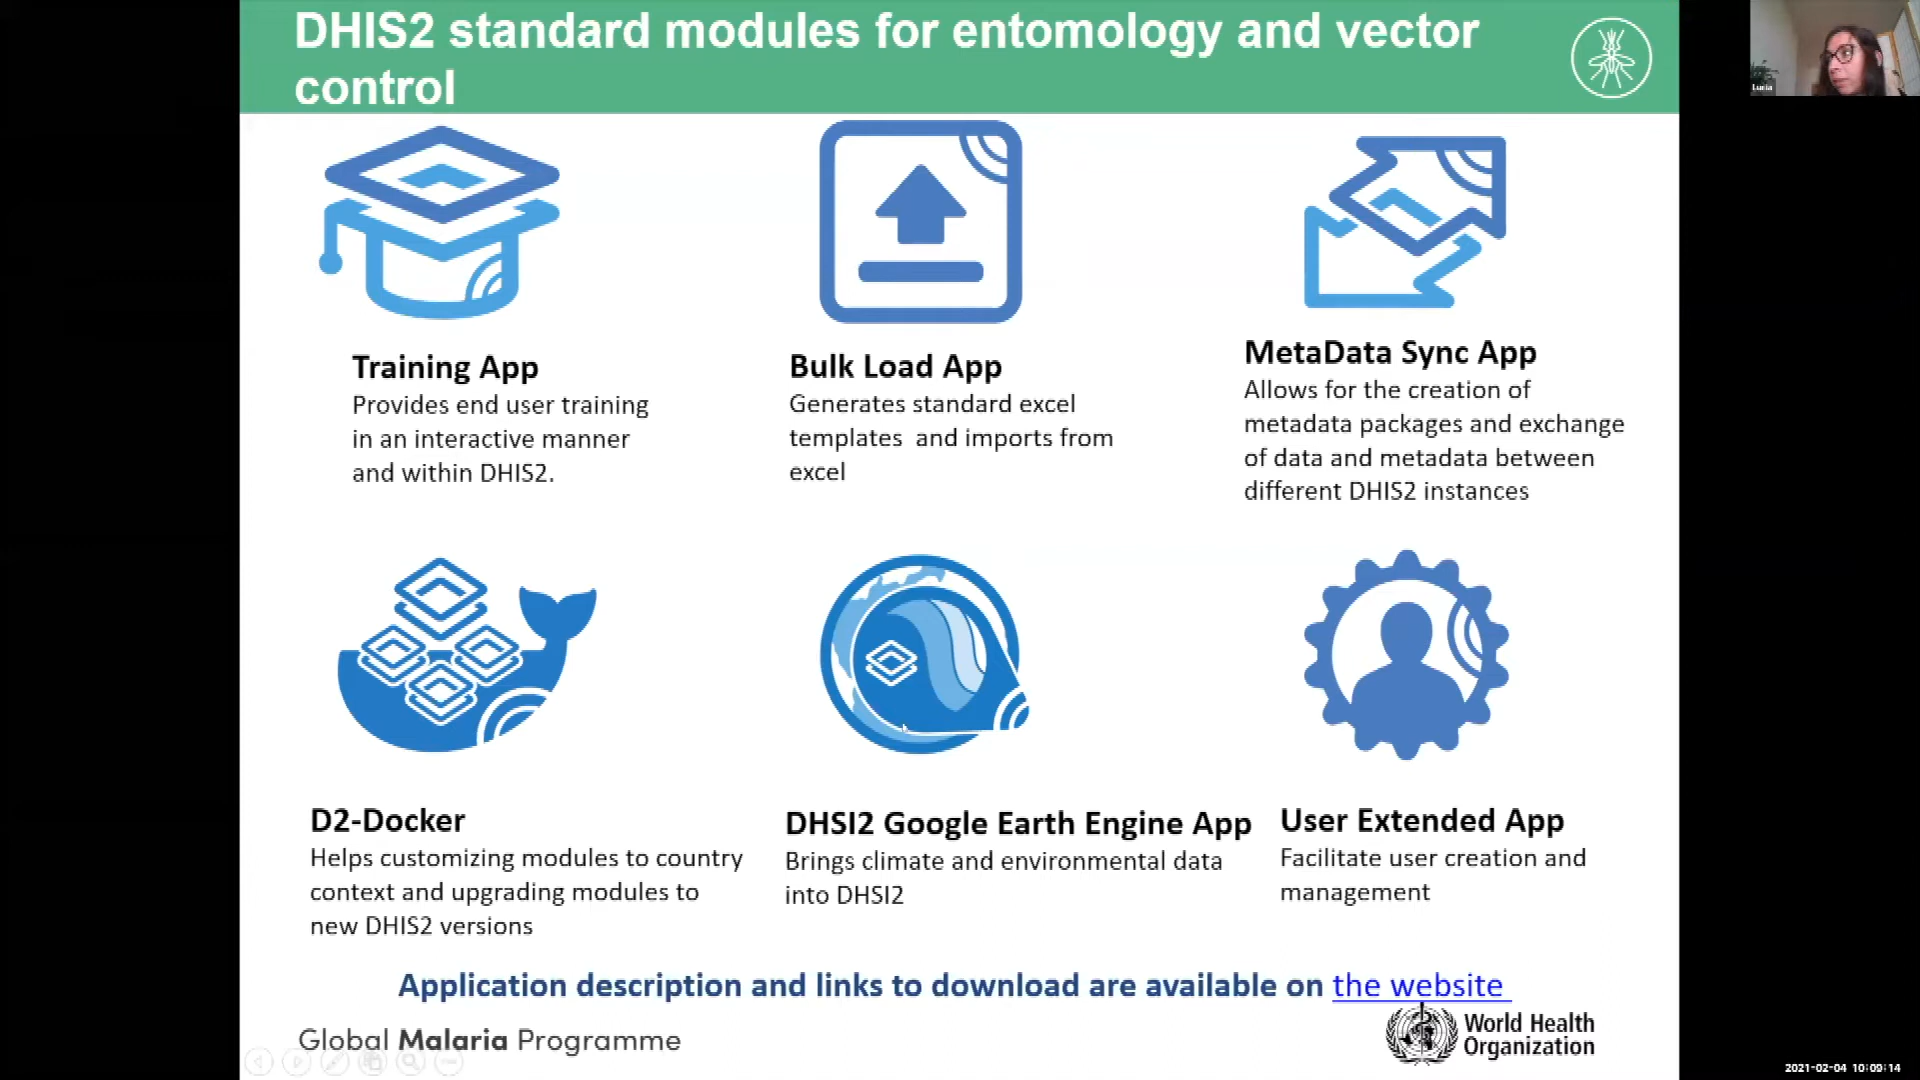 DHIS2 standard modules for entomology and vector
control
Lucia
Training App
Provides end user training
in an interactive manner
and within DHIS2.
Bulk Load App
Generates standard excel
templates and imports from
excel
MetaData Sync App
Allows for the creation of
metadata packages and exchange
of data and metadata between
different DHIS2 instances
D2-Docker
Helps customizing modules to country
context and upgrading modules to
new DHIS2 versions
DHSI2 Google Earth Engine App
Brings climate and environmental data
into DHSI2
User Extended App
Facilitate user creation and
management
Application description and links to download are available on the website
Global Malaria Programme
World Health
Organization
2021-02-04 10:09:14